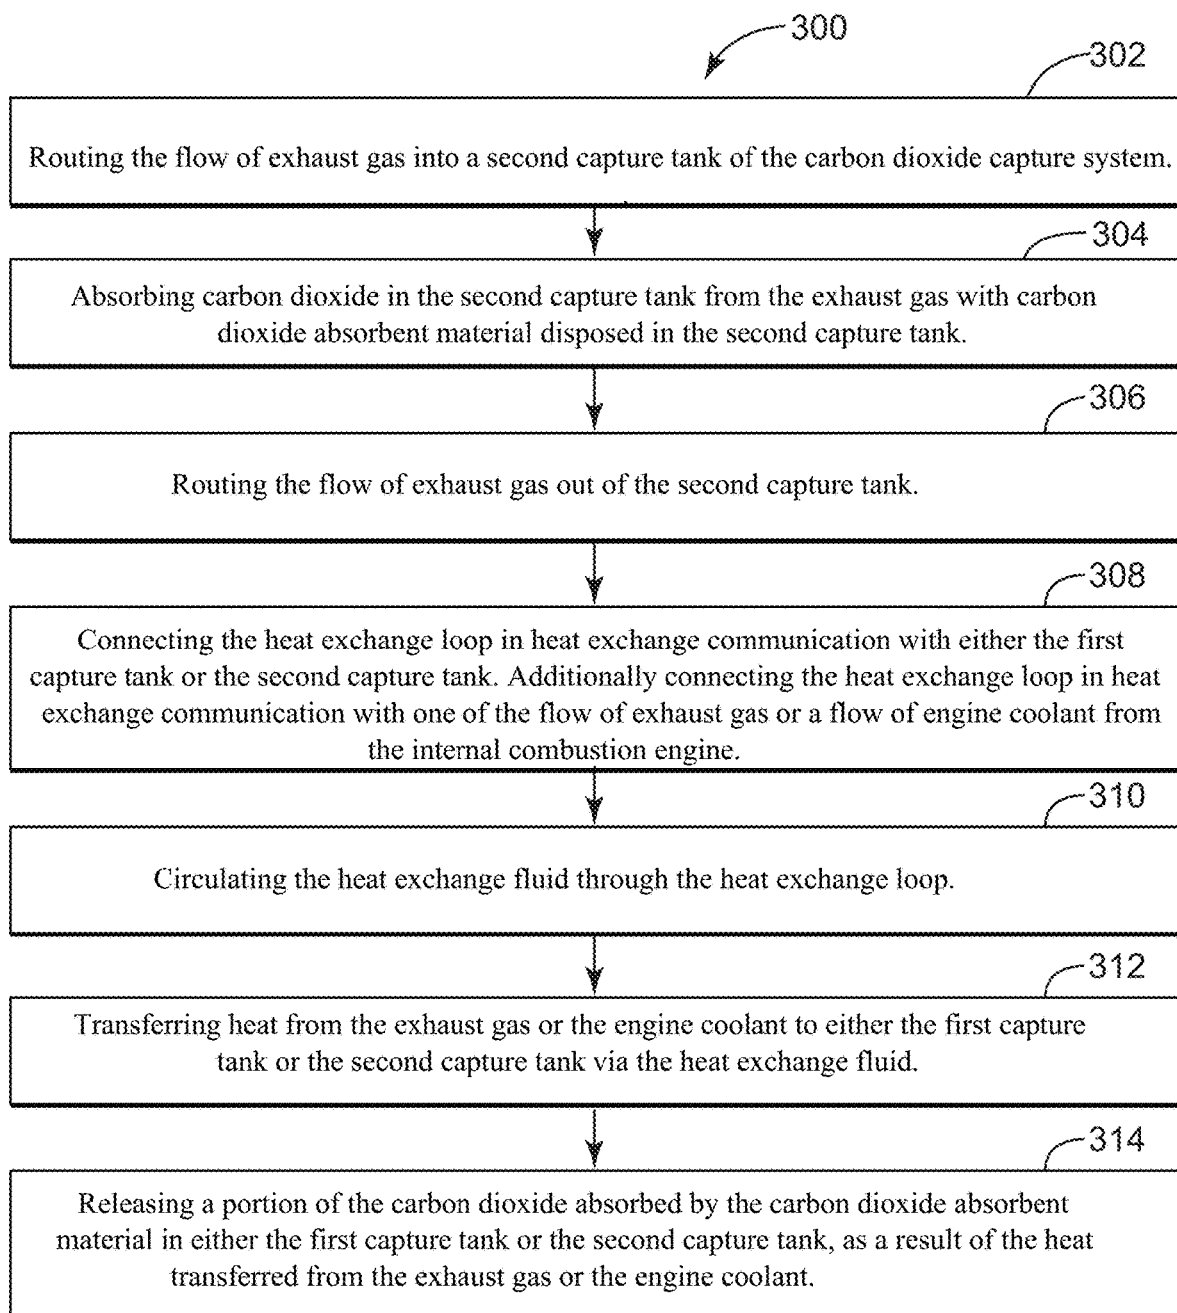 300
302
Routing the flow of exhaust gas into a second capture tank of the carbon dioxide capture system.
304
Absorbing carbon dioxide in the second capture tank from the exhaust gas with carbon
dioxide absorbent material disposed in the second capture tank.
306
Routing the flow of exhaust gas out of the second capture tank.
308
Connecting the heat exchange loop in heat exchange communication with either the first
capture tank or the second capture tank. Additionally connecting the heat exchange loop in heat
exchange communication with one of the flow of exhaust gas or a flow of engine coolant from
the internal combustion engine.
310
Circulating the heat exchange fluid through the heat exchange loop.
312
Transferring heat from the exhaust gas or the engine coolant to either the first capture
tank or the second capture tank via the heat exchange fluid.
314
Releasing a portion of the carbon dioxide absorbed by the carbon dioxide absorbent
material in either the first capture tank or the second capture tank, as a result of the heat
transferred from the exhaust gas or the engine coolant.